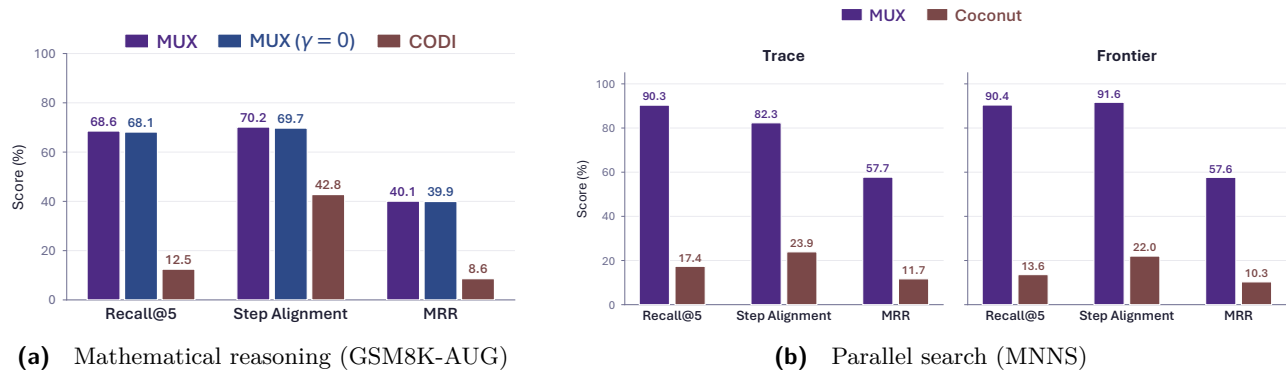 MUX MUX (γ = 0) CODI
Score (%)
100
80
60
40
20
0
68.6 68.1 12.5
70.2 69.7 42.8
40.1 39.9 8.6
Recall@5 Step Alignment MRR
(a) Mathematical reasoning (GSM8K-AUG)
MUX Coconut
Trace Frontier
Score (%)
100
80
60
40
20
0
90.3 17.4
82.3 23.9
57.7 11.7
90.4 13.6
91.6 22.0
57.6 10.3
Recall@5 Step Alignment MRR Recall@5 Step Alignment MRR
(b) Parallel search (MNNS)